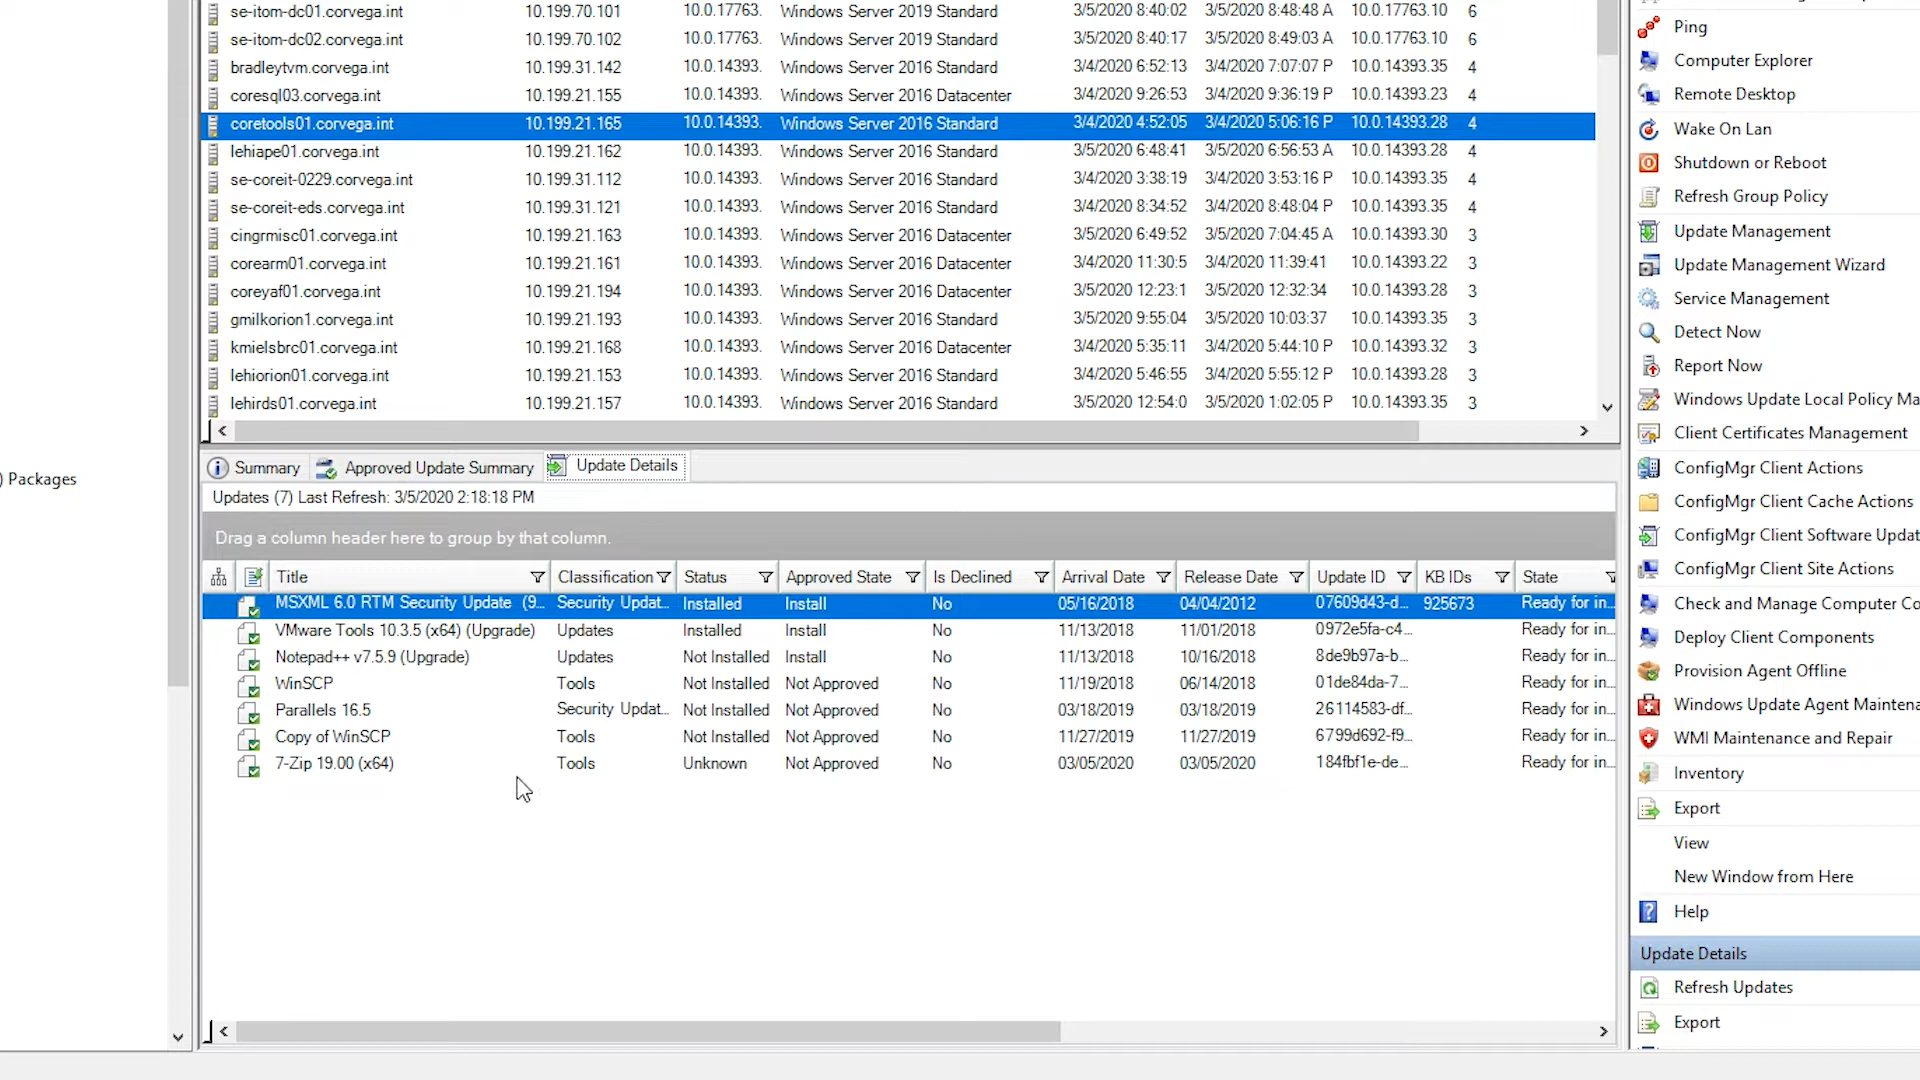 se-itom-dc01.corvega.int 10.199.70.101 10.0.17763. Windows Server 2019 Standard 3/5/2020 8:40:02 3/5/2020 8:48:48 A 10.0.17763.10 6
se-itom-dc02.corvega.int 10.199.70.102 10.0.17763. Windows Server 2019 Standard 3/5/2020 8:40:17 3/5/2020 8:49:03 A 10.0.17763.10 6
bradleytvm.corvega.int 10.199.31.142 10.0.14393. Windows Server 2016 Standard 3/4/2020 6:52:13 3/4/2020 7:07:07 P 10.0.14393.35 4
coresql03.corvega.int 10.199.21.155 10.0.14393. Windows Server 2016 Datacenter 3/4/2020 9:26:53 3/4/2020 9:36:19 P 10.0.14393.23 4
coretools01.corvega.int 10.199.21.165 10.0.14393. Windows Server 2016 Standard 3/4/2020 4:52:05 3/4/2020 5:06:16 P 10.0.14393.28 4
lehiape01.corvega.int 10.199.21.162 10.0.14393. Windows Server 2016 Standard 3/5/2020 6:48:41 3/5/2020 6:56:53 A 10.0.14393.28 4
se-coreit-0229.corvega.int 10.199.31.112 10.0.14393. Windows Server 2016 Standard 3/4/2020 3:38:19 3/4/2020 3:53:16 P 10.0.14393.35 4
se-coreit-eds.corvega.int 10.199.31.121 10.0.14393. Windows Server 2016 Standard 3/4/2020 8:34:52 3/4/2020 8:48:04 P 10.0.14393.35 4
cingrmisc01.corvega.int 10.199.21.163 10.0.14393. Windows Server 2016 Datacenter 3/5/2020 6:49:52 3/5/2020 7:04:45 A 10.0.14393.30 3
corearm01.corvega.int 10.199.21.161 10.0.14393. Windows Server 2016 Datacenter 3/4/2020 11:30:5 3/4/2020 11:39:41 10.0.14393.22 3
coreyaf01.corvega.int 10.199.21.194 10.0.14393. Windows Server 2016 Datacenter 3/5/2020 12:23:1 3/5/2020 12:32:34 10.0.14393.28 3
gmilkorion1.corvega.int 10.199.21.193 10.0.14393. Windows Server 2016 Standard 3/5/2020 9:55:04 3/5/2020 10:03:37 10.0.14393.35 3
kmielsbrc01.corvega.int 10.199.21.168 10.0.14393. Windows Server 2016 Datacenter 3/4/2020 5:35:11 3/4/2020 5:44:10 P 10.0.14393.32 3
lehiorion01.corvega.int 10.199.21.153 10.0.14393. Windows Server 2016 Standard 3/4/2020 5:46:55 3/4/2020 5:55:12 P 10.0.14393.28 3
lehirds01.corvega.int 10.199.21.157 10.0.14393. Windows Server 2016 Standard 3/5/2020 12:54:0 3/5/2020 1:02:05 P 10.0.14393.35 3
) Packages
Summary Approved Update Summary Update Details
Updates (7) Last Refresh: 3/5/2020 2:18:18 PM
Drag a column header here to group by that column.
Title Classification Status Approved State Is Declined Arrival Date Release Date Update ID KB IDs State
MSXML 6.0 RTM Security Update (9... Security Updat... Installed Install No 05/16/2018 04/04/2012 07609d43-d... 925673 Ready for in...
VMware Tools 10.3.5 (x64) (Upgrade) Updates Installed Install No 11/13/2018 11/01/2018 0972e5fa-c4... Ready for in...
Notepad++ v7.5.9 (Upgrade) Updates Not Installed Install No 11/13/2018 10/16/2018 8de9b97a-b... Ready for in...
WinSCP Tools Not Installed Not Approved No 11/19/2018 06/14/2018 01de84da-7... Ready for in...
Parallels 16.5 Security Updat... Not Installed Not Approved No 03/18/2019 03/18/2019 26114583-df... Ready for in...
Copy of WinSCP Tools Not Installed Not Approved No 11/27/2019 11/27/2019 6799d692-f9... Ready for in...
7-Zip 19.00 (x64) Tools Unknown Not Approved No 03/05/2020 03/05/2020 184fbf1e-de... Ready for in...
Ping
Computer Explorer
Remote Desktop
Wake On Lan
Shutdown or Reboot
Refresh Group Policy
Update Management
Update Management Wizard
Service Management
Detect Now
Report Now
Windows Update Local Policy Ma
Client Certificates Management
ConfigMgr Client Actions
ConfigMgr Client Cache Actions
ConfigMgr Client Software Updat
ConfigMgr Client Site Actions
Check and Manage Computer Co
Deploy Client Components
Provision Agent Offline
Windows Update Agent Maintena
WMI Maintenance and Repair
Inventory
Export
View
New Window from Here
Help
Update Details
Refresh Updates
Export